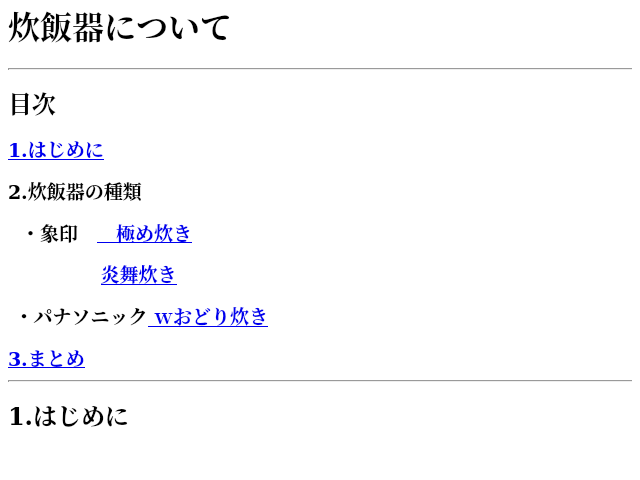 炊飯器について
目次
1.はじめに
2.炊飯器の種類
・象印　　極め炊き
炎舞炊き
・パナソニック wおどり炊き
3.まとめ
1.はじめに